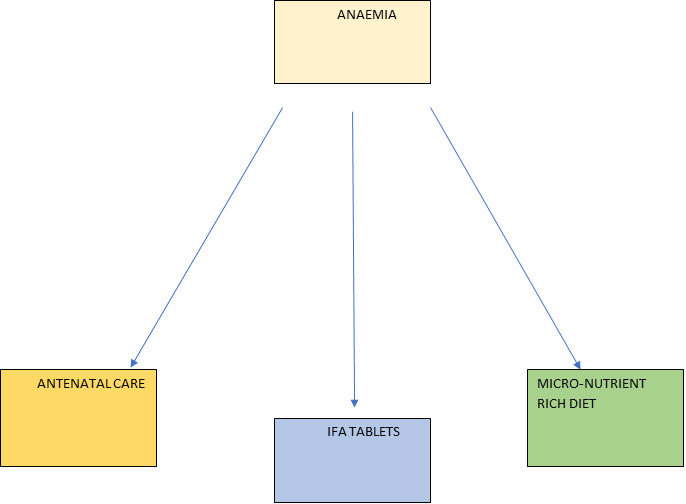 ANAEMIA
ANTENATAL CARE
IFA TABLETS
MICRO-NUTRIENT
RICH DIET